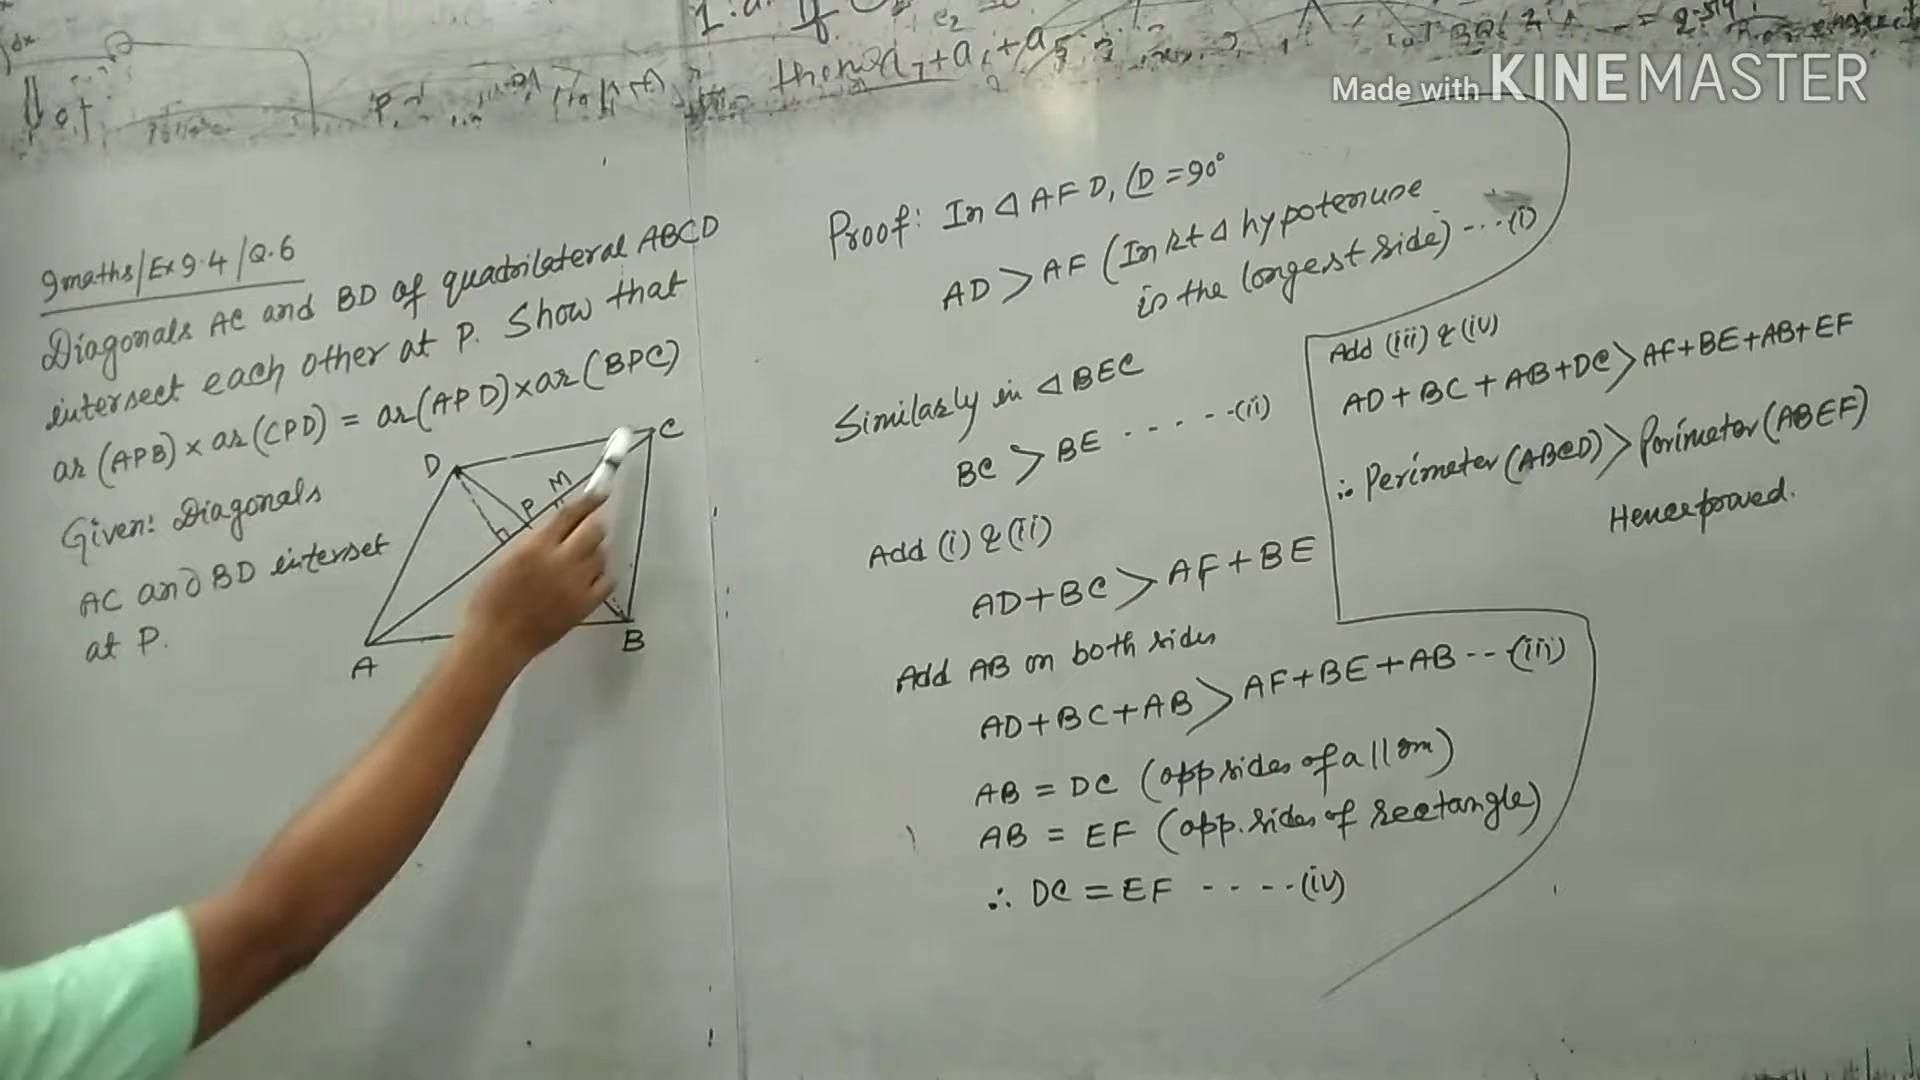 Made with KINEMASTER
9maths/Ex 9.4/Q.6
Diagonals AC and BD of quadrilateral ABCD
intersect each other at P. Show that
ar (APB) × ar (CPD) = ar (APD) × ar (BPC)
Given: Diagonals
AC and BD interset
at P.
D
C
M
P
A
B
Proof: In △ AFD, ∠D = 90°
AD > AF (In rt △ hypotenuse
is the longest side) --- (i)
Similarly in △ BEC
BC > BE - - - - - (ii)
Add (i) & (ii)
AD + BC > AF + BE
Add AB on both sides
AD + BC + AB > AF + BE + AB - - - (iii)
AB = DC (opp sides of a ||gm)
AB = EF (opp. sides of rectangle)
∴ DC = EF - - - - (iv)
Add (iii) & (iv)
AD + BC + AB + DC > AF + BE + AB + EF
∴ Perimeter (ABCD) > Perimeter (ABEF)
Hence proved.